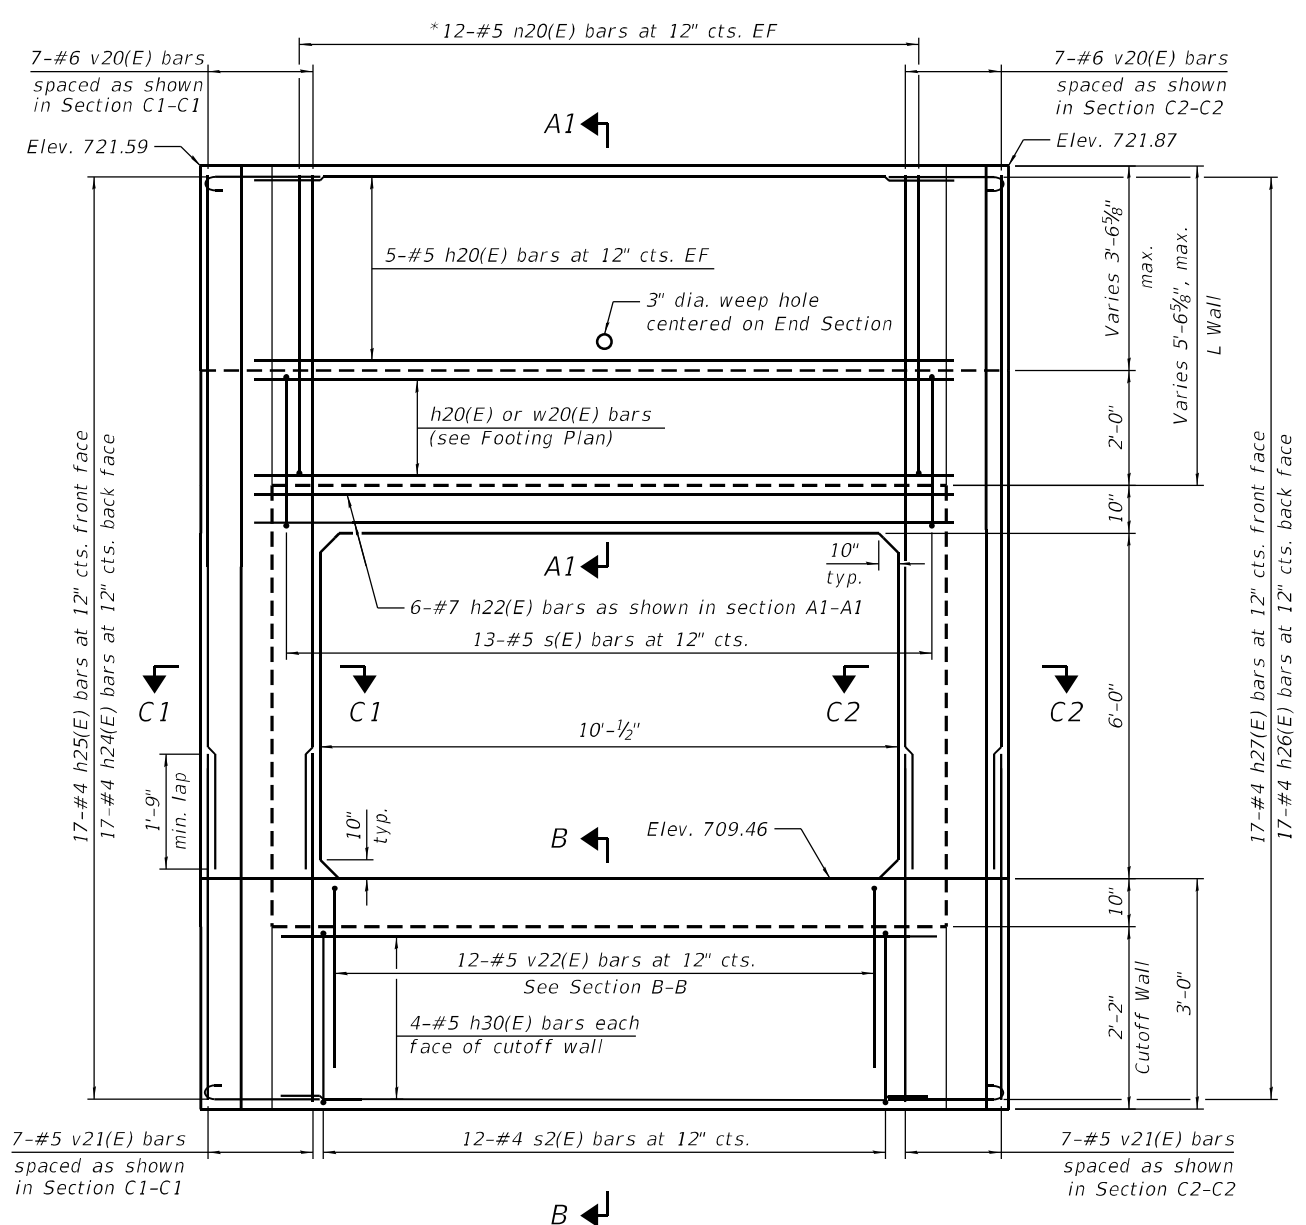 *12-#5 n20(E) bars at 12" cts. EF
7-#6 v20(E) bars
spaced as shown
in Section C1-C1
7-#6 v20(E) bars
spaced as shown
in Section C2-C2
A1
Elev. 721.59
Elev. 721.87
5-#5 h20(E) bars at 12" cts. EF
3" dia. weep hole
centered on End Section
Varies 3'-6⅝"
max.
Varies 5'-6⅝", max.
L Wall
h20(E) or w20(E) bars
(see Footing Plan)
2'-0"
10"
A1
10"
typ.
6-#7 h22(E) bars as shown in section A1-A1
13-#5 s(E) bars at 12" cts.
17-#4 h25(E) bars at 12" cts. front face
17-#4 h24(E) bars at 12" cts. back face
17-#4 h27(E) bars at 12" cts. front face
17-#4 h26(E) bars at 12" cts. back face
C1
C1
C2
C2
6'-0"
10'-½"
1'-9"
min. lap
10"
typ.
B
Elev. 709.46
10"
12-#5 v22(E) bars at 12" cts.
See Section B-B
4-#5 h30(E) bars each
face of cutoff wall
2'-2"
Cutoff Wall
3'-0"
7-#5 v21(E) bars
spaced as shown
in Section C1-C1
12-#4 s2(E) bars at 12" cts.
7-#5 v21(E) bars
spaced as shown
in Section C2-C2
B